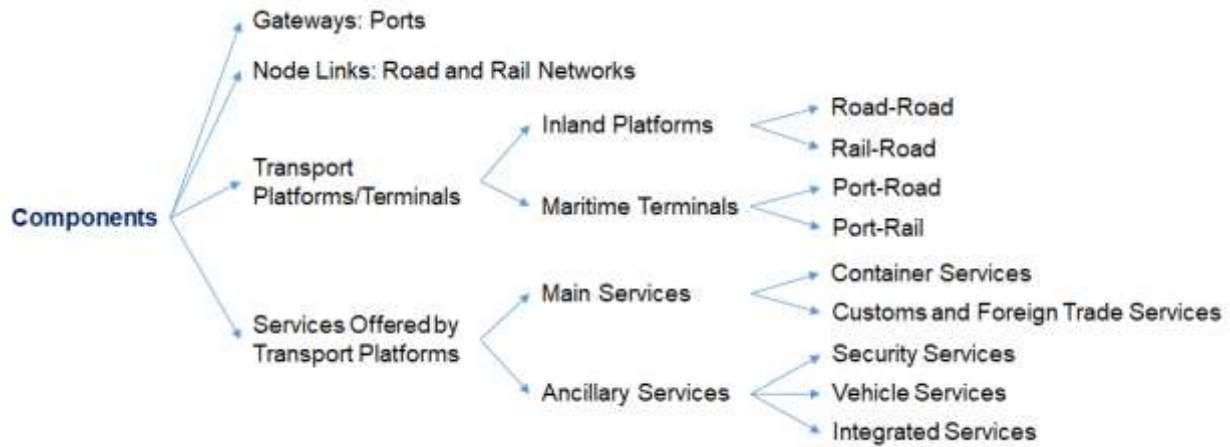 Gateways: Ports
Node Links: Road and Rail Networks
Inland Platforms
Road-Road
Rail-Road
Transport
Platforms/Terminals
Maritime Terminals
Port-Road
Port-Rail
Components
Main Services
Container Services
Customs and Foreign Trade Services
Services Offered by
Transport Platforms
Ancillary Services
Security Services
Vehicle Services
Integrated Services